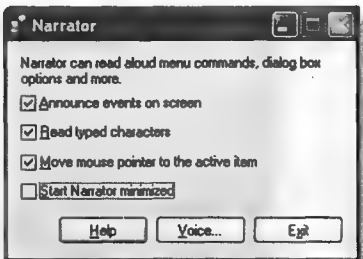 Narrator
Narrator can read aloud menu commands, dialog box
options and more.
Announce events on screen
Read typed characters
Move mouse pointer to the active item
Start Narrator minimized
Help Voice... Exit